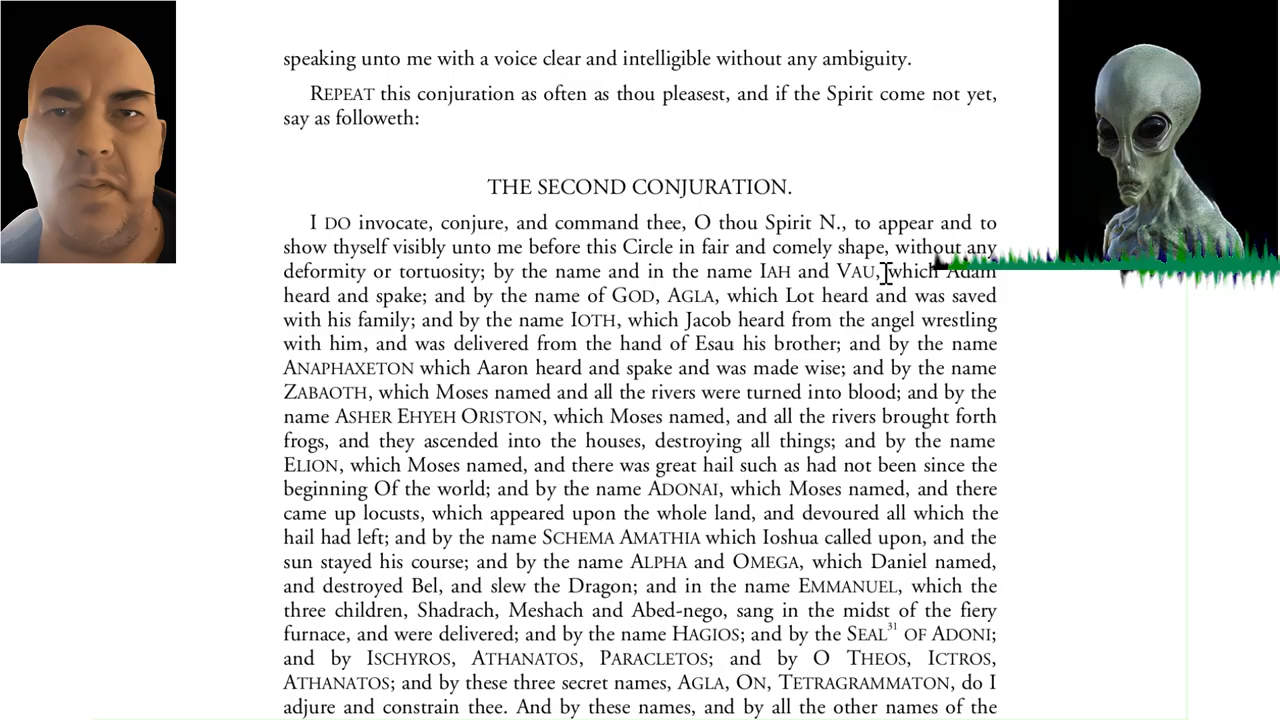 speaking unto me with a voice clear and intelligible without any ambiguity.
REPEAT this conjuration as often as thou pleasest, and if the Spirit come not yet,
say as followeth:
THE SECOND CONJURATION.
I DO invocate, conjure, and command thee, O thou Spirit N., to appear and to
show thyself visibly unto me before this Circle in fair and comely shape, without any
deformity or tortuosity; by the name and in the name IAH and VAU, which Adam
heard and spake; and by the name of GOD, AGLA, which Lot heard and was saved
with his family; and by the name IOTH, which Jacob heard from the angel wrestling
with him, and was delivered from the hand of Esau his brother; and by the name
ANAPHAXETON which Aaron heard and spake and was made wise; and by the name
ZABAOTH, which Moses named and all the rivers were turned into blood; and by the
name ASHER EHYEH ORISTON, which Moses named, and all the rivers brought forth
frogs, and they ascended into the houses, destroying all things; and by the name
ELION, which Moses named, and there was great hail such as had not been since the
beginning Of the world; and by the name ADONAI, which Moses named, and there
came up locusts, which appeared upon the whole land, and devoured all which the
hail had left; and by the name SCHEMA AMATHIA which Ioshua called upon, and the
sun stayed his course; and by the name ALPHA and OMEGA, which Daniel named,
and destroyed Bel, and slew the Dragon; and in the name EMMANUEL, which the
three children, Shadrach, Meshach and Abed-nego, sang in the midst of the fiery
furnace, and were delivered; and by the name HAGIOS; and by the SEAL31 OF ADONI;
and by ISCHYROS, ATHANATOS, PARACLETOS; and by O THEOS, ICTROS,
ATHANATOS; and by these three secret names, AGLA, ON, TETRAGRAMMATON, do I
adjure and constrain thee. And by these names, and by all the other names of the